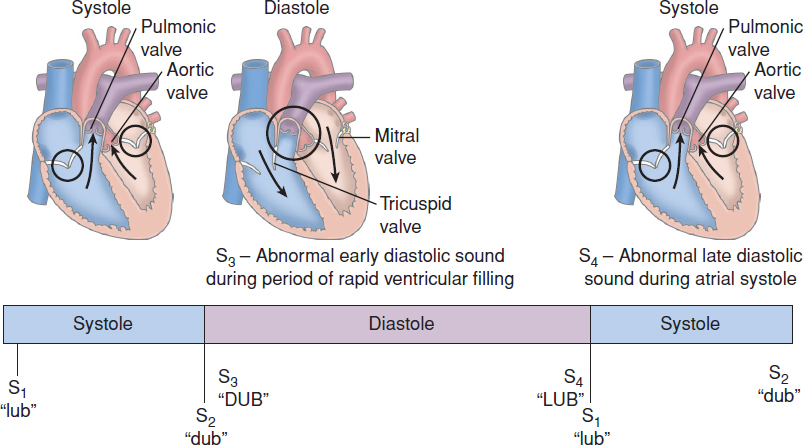 Systole
Pulmonic
valve
Aortic
valve
Diastole
Mitral
valve
Tricuspid
valve
Systole
Pulmonic
valve
Aortic
valve
S3 – Abnormal early diastolic sound
during period of rapid ventricular filling
S4 – Abnormal late diastolic
sound during atrial systole
Systole
Diastole
Systole
S1
“lub”
S2
“dub”
S3
“DUB”
S4
“LUB”
S1
“lub”
S2
“dub”